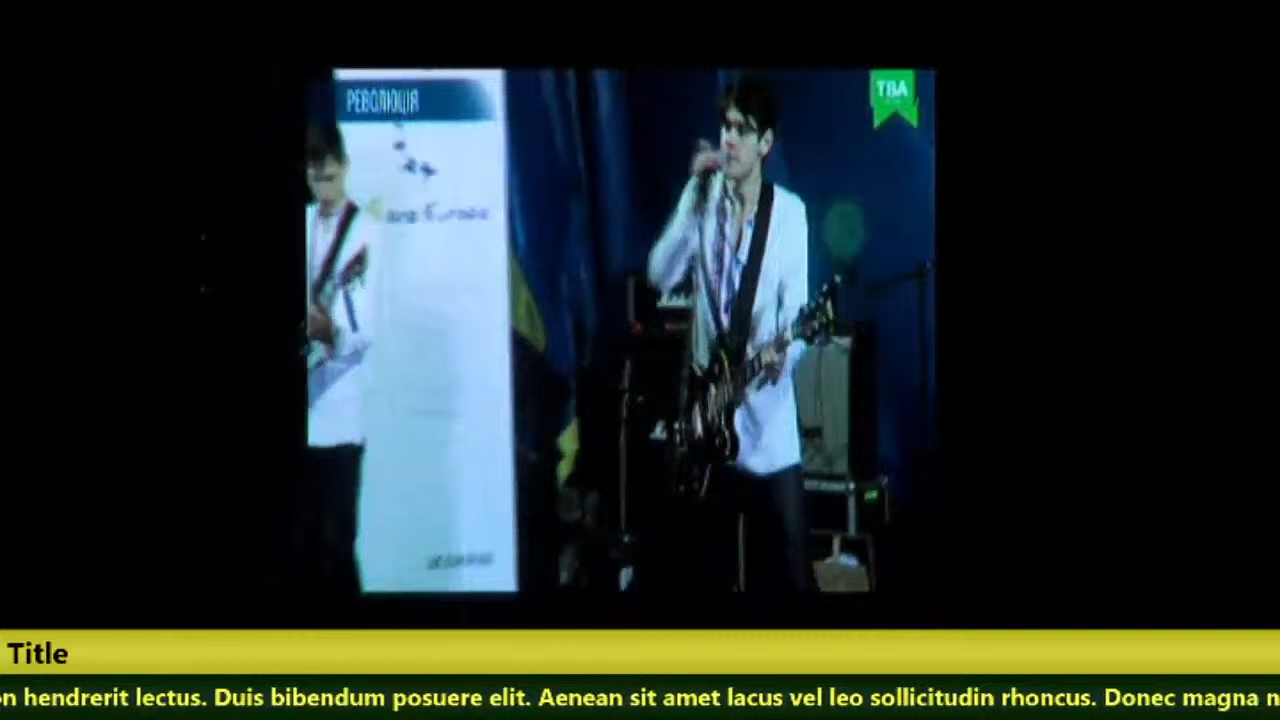 РЕВОЛЮЦІЯ
ТВА
Title
on hendrerit lectus. Duis bibendum posuere elit. Aenean sit amet lacus vel leo sollicitudin rhoncus. Donec magna